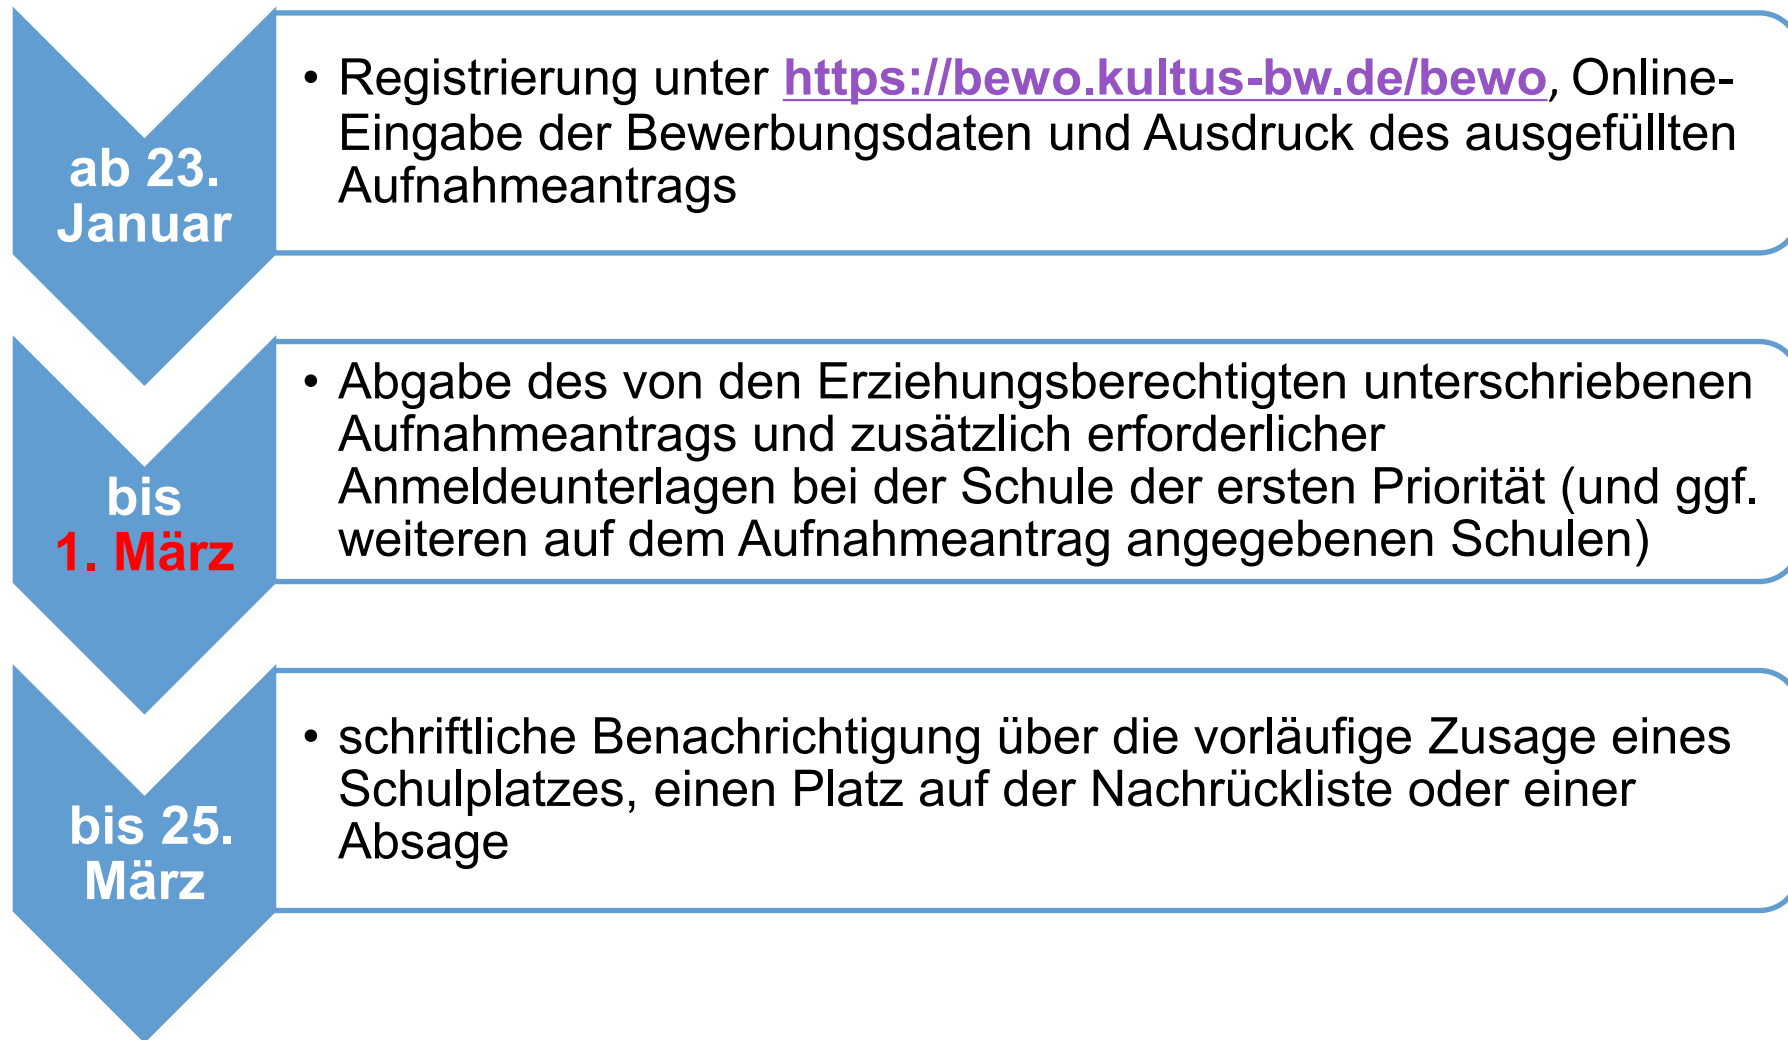 ab 23.
Januar
• Registrierung unter https://bewo.kultus-bw.de/bewo, Online-
Eingabe der Bewerbungsdaten und Ausdruck des ausgefüllten
Aufnahmeantrags
bis
1. März
• Abgabe des von den Erziehungsberechtigten unterschriebenen
Aufnahmeantrags und zusätzlich erforderlicher
Anmeldeunterlagen bei der Schule der ersten Priorität (und ggf.
weiteren auf dem Aufnahmeantrag angegebenen Schulen)
bis 25.
März
• schriftliche Benachrichtigung über die vorläufige Zusage eines
Schulplatzes, einen Platz auf der Nachrückliste oder einer
Absage